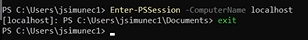 PS C:\Users\jsimunec1> Enter-PSSession -ComputerName localhost
[localhost]: PS C:\Users\jsimunec1\Documents> exit
PS C:\Users\jsimunec1>